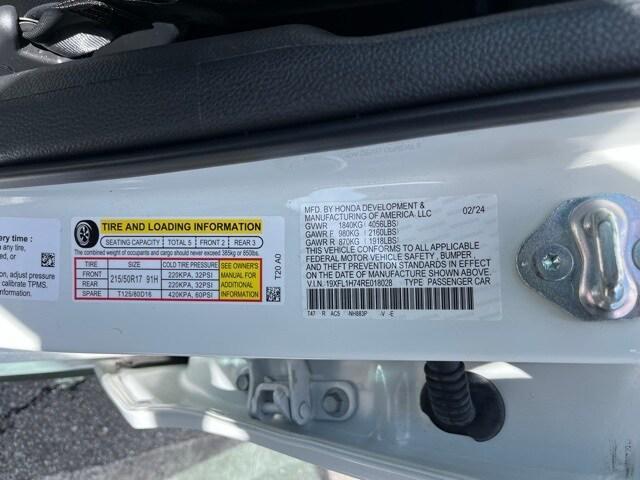 ery time :
any tire,
ed.
n, adjust pressure
calibrate TPMS.
red to do so.
TIRE AND LOADING INFORMATION
SEATING CAPACITY TOTAL 5 FRONT 2 REAR 3
The combined weight of occupants and cargo should never exceed 385kg or 850lbs.
TIRE SIZE COLD TIRE PRESSURE
FRONT 215/50R17 91H 220KPA, 32PSI
REAR 220KPA, 32PSI
SPARE T125/80D16 420KPA, 60PSI
SEE OWNER'S
MANUAL FOR
ADDITIONAL
INFORMATION
T20 A0
MFD. BY HONDA DEVELOPMENT &
MANUFACTURING OF AMERICA, LLC 02/24
GVWR 1840KG ( 4056LBS)
GAWR F 980KG ( 2160LBS)
GAWR R 870KG ( 1918LBS)
THIS VEHICLE CONFORMS TO ALL APPLICABLE
FEDERAL MOTOR VEHICLE SAFETY , BUMPER ,
AND THEFT PREVENTION STANDARDS IN EFFECT
ON THE DATE OF MANUFACTURE SHOWN ABOVE.
V.I.N. 19XFL1H74RE018028 TYPE PASSENGER CAR
T47 R AC5 NH883P -V -E